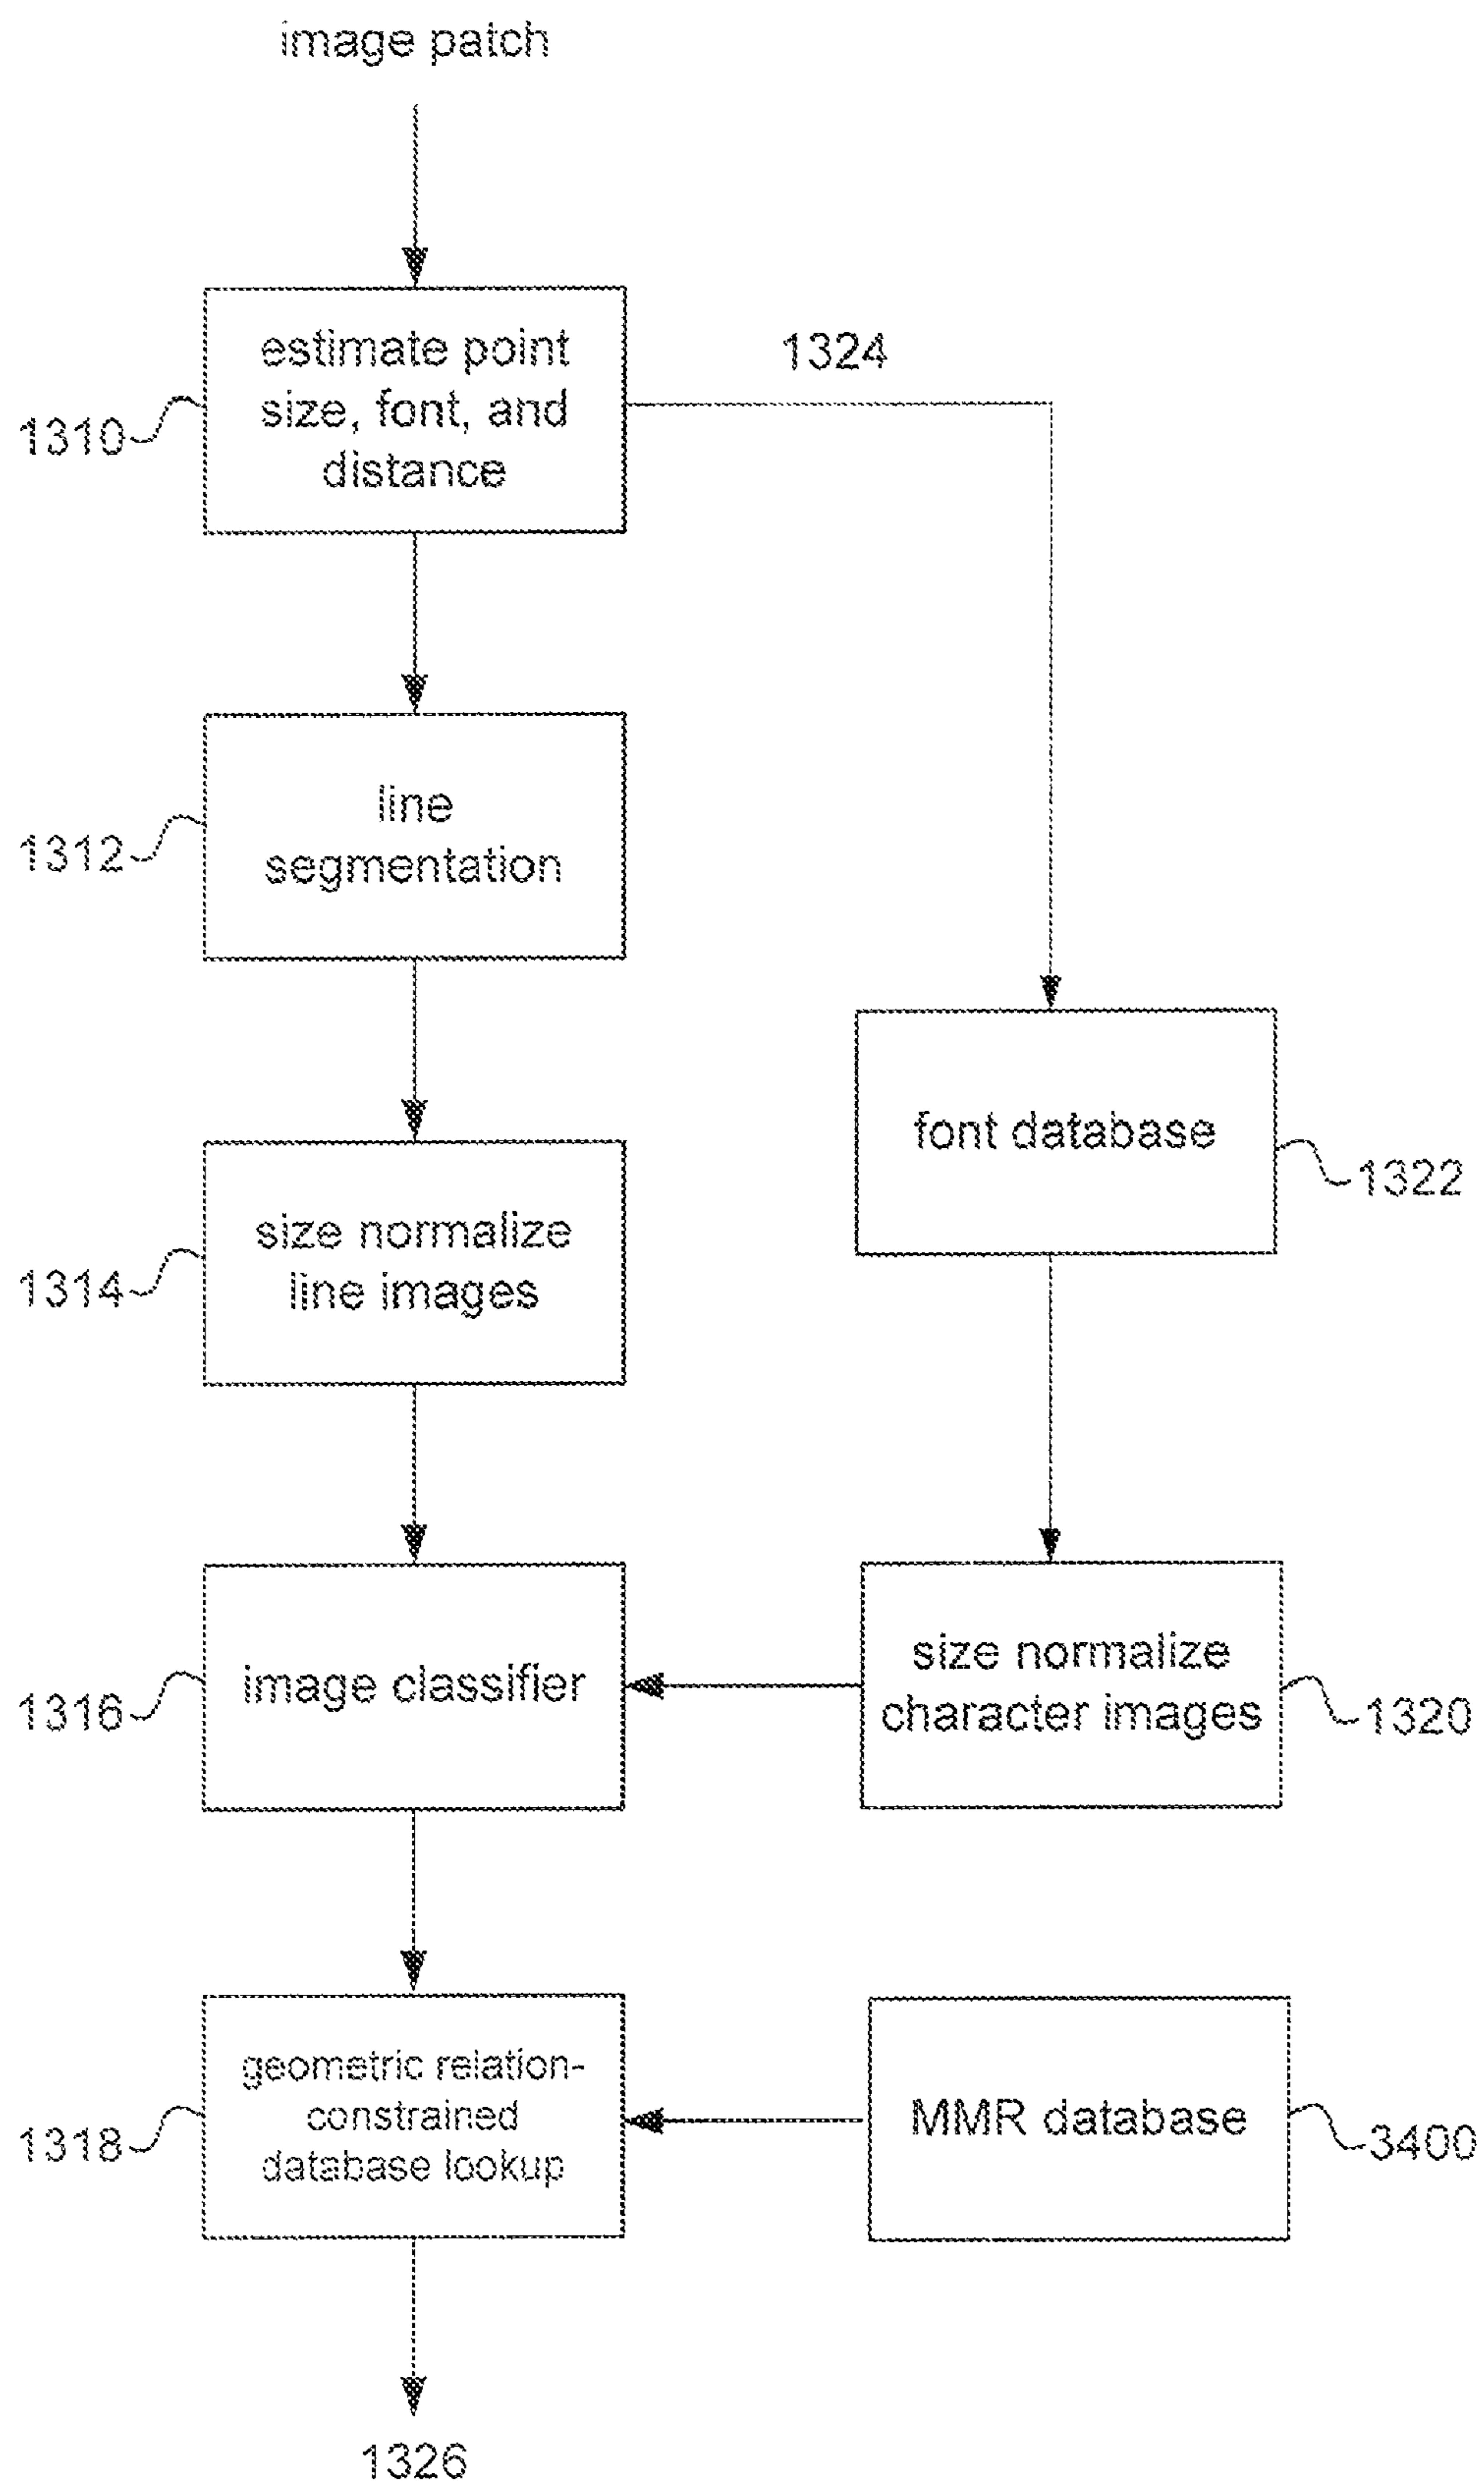 image patch
estimate point
size, font, and
distance
1310
1324
line
segmentation
1312
font database
1322
size normalize
line images
1314
image classifier
1316
size normalize
character images
1320
geometric relation-
constrained
database lookup
1318
MMR database
3400
1326